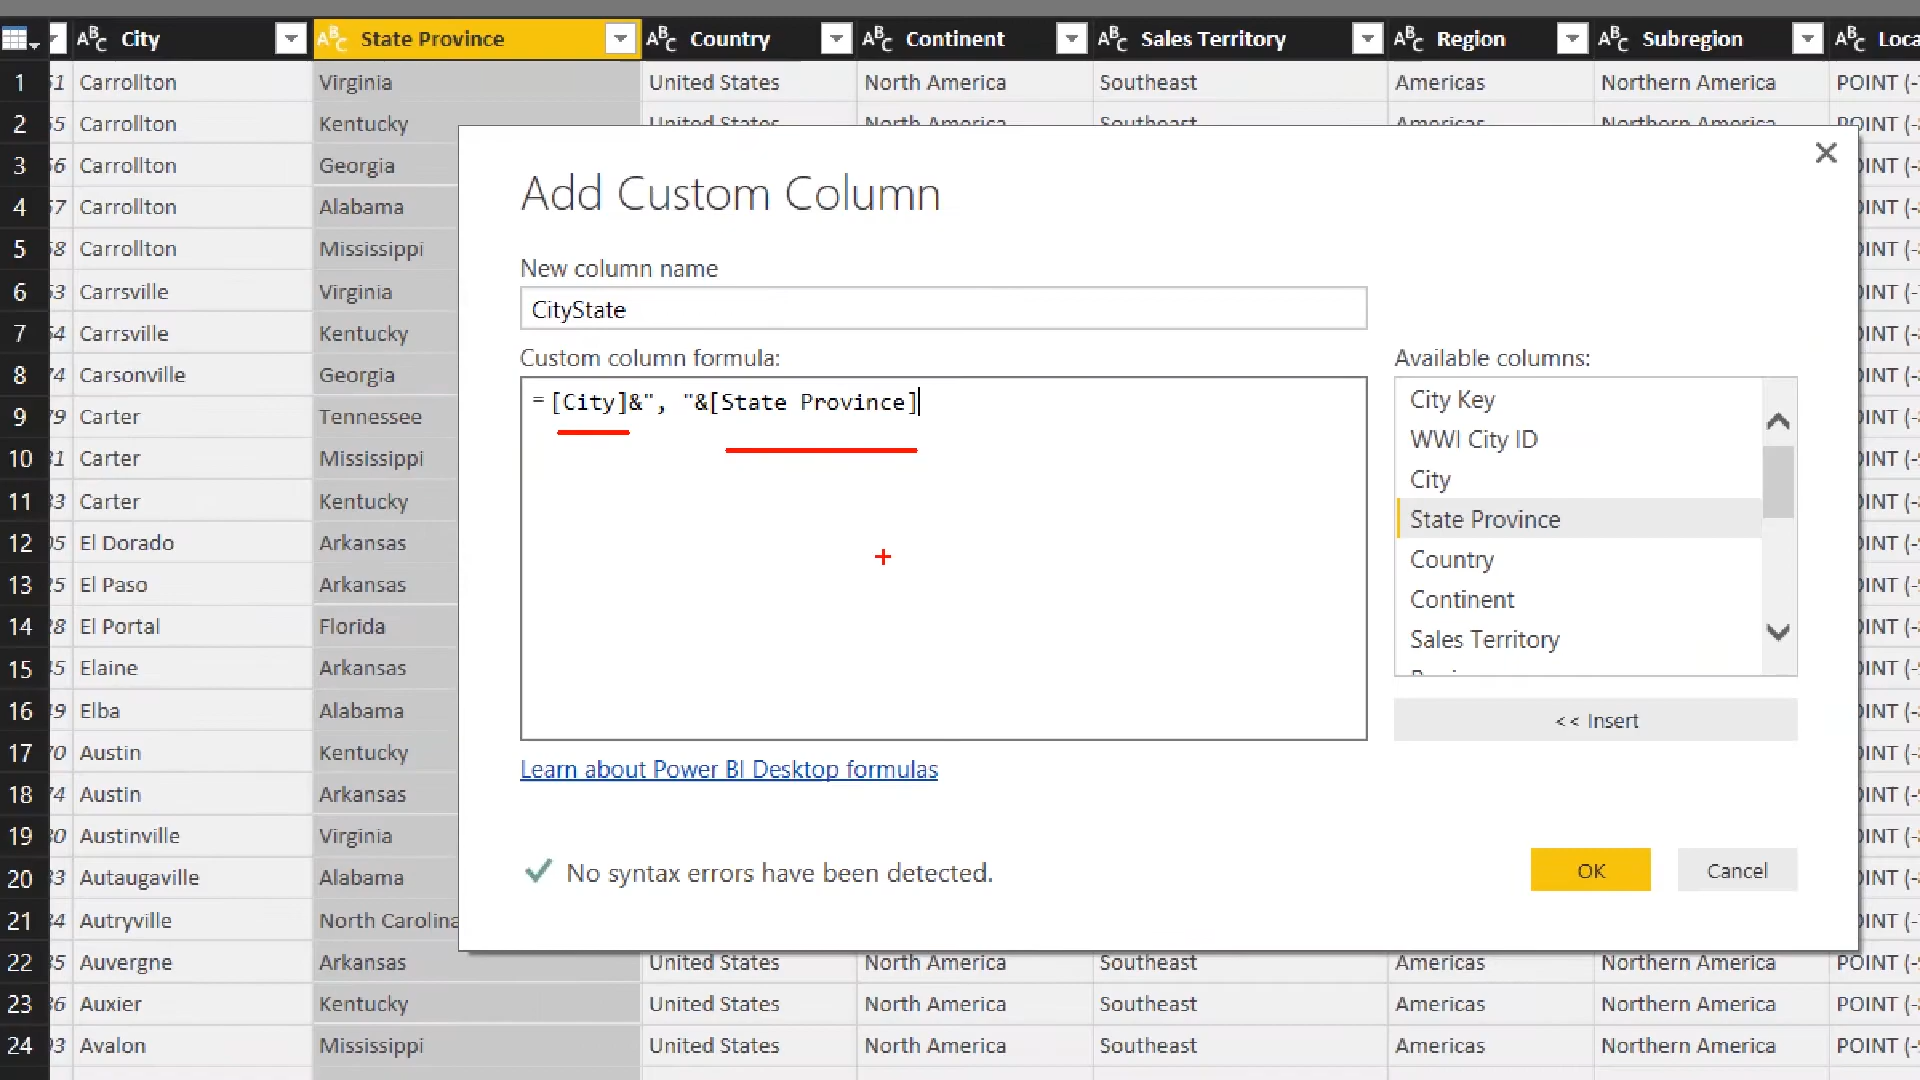 City State Province Country Continent Sales Territory Region Subregion
1 Carrollton Virginia United States North America Southeast Americas Northern America POINT (-
2 Carrollton Kentucky United States North America Southeast Americas Northern America
3 Carrollton Georgia
4 Carrollton Alabama
5 Carrollton Mississippi
6 Carrsville Virginia
7 Carrsville Kentucky
8 Carsonville Georgia
9 Carter Tennessee
10 Carter Mississippi
11 Carter Kentucky
12 El Dorado Arkansas
13 El Paso Arkansas
14 El Portal Florida
15 Elaine Arkansas
16 Elba Alabama
17 Austin Kentucky
18 Austin Arkansas
19 Austinville Virginia
20 Autaugaville Alabama
21 Autryville North Carolina
22 Auvergne Arkansas United States North America Southeast Americas Northern America POINT (-
23 Auxier Kentucky United States North America Southeast Americas Northern America POINT (-
24 Avalon Mississippi United States North America Southeast Americas Northern America POINT (-
Add Custom Column
New column name
CityState
Custom column formula:
= [City]&", "&[State Province]
Available columns:
City Key
WWI City ID
City
State Province
Country
Continent
Sales Territory
<< Insert
Learn about Power BI Desktop formulas
No syntax errors have been detected.
OK
Cancel